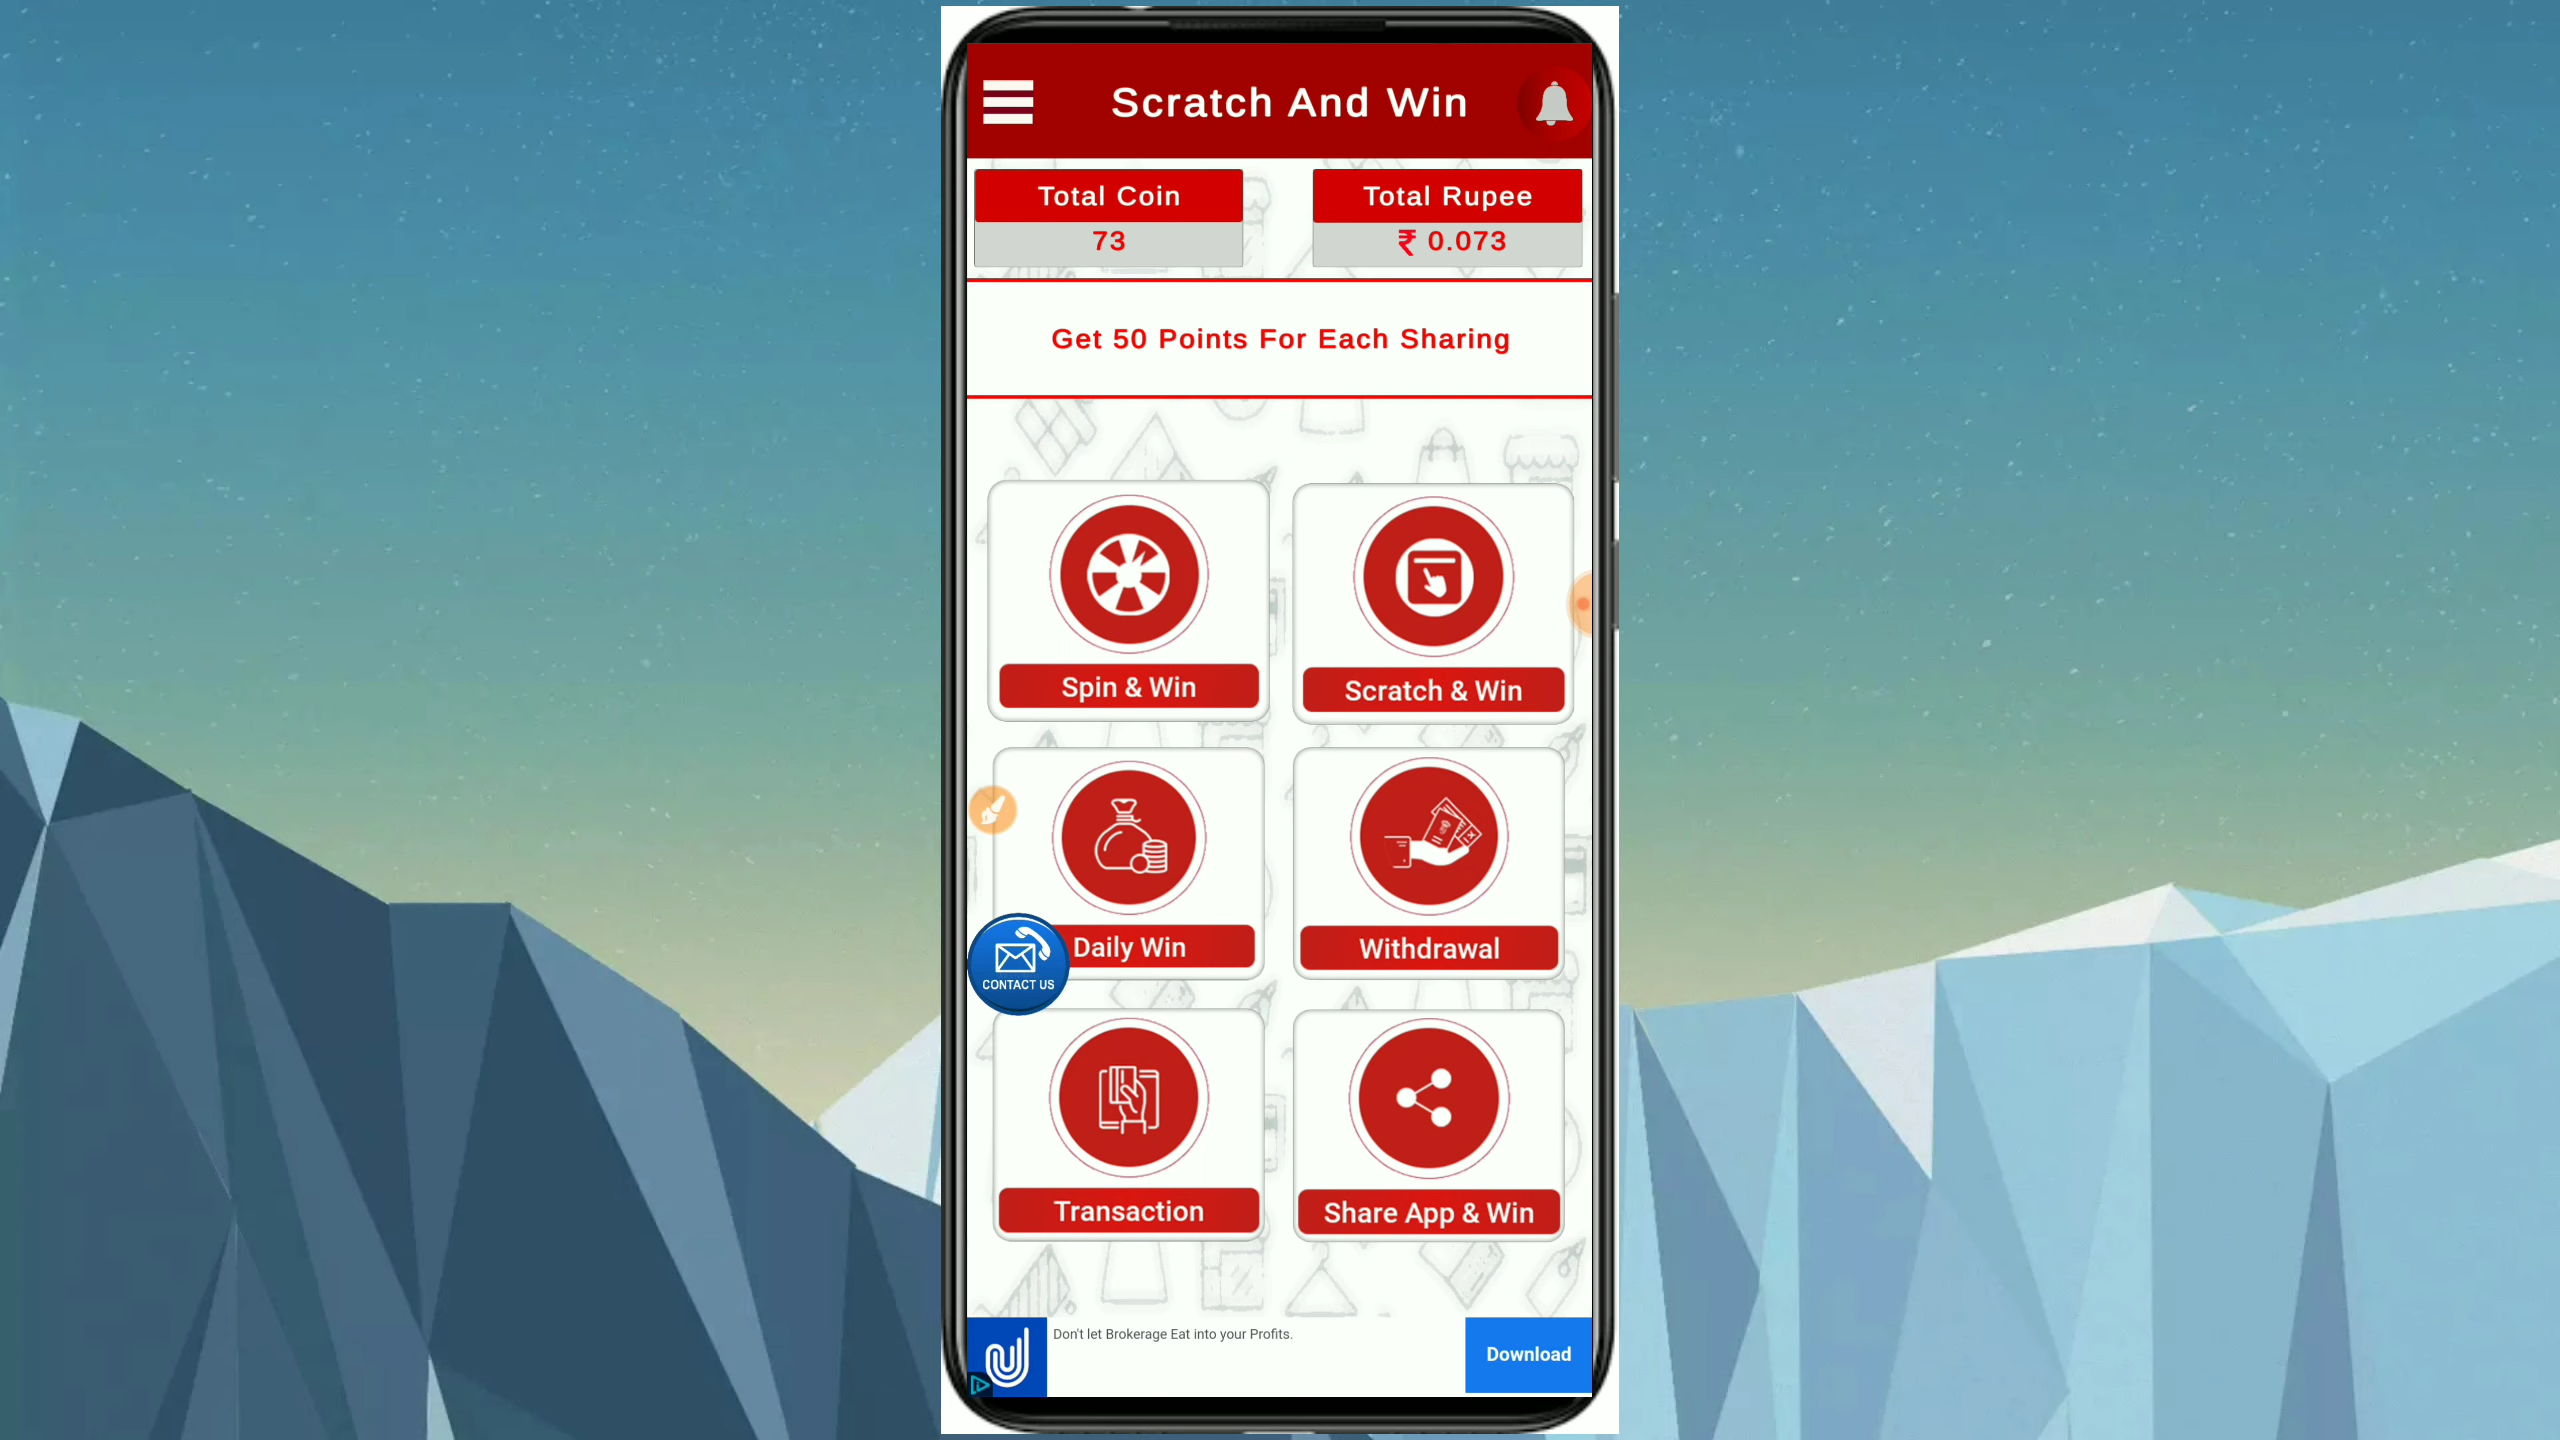 Scratch And Win
Total Coin
73
Total Rupee
₹ 0.073
Get 50 Points For Each Sharing
Spin & Win
Scratch & Win
Daily Win
Withdrawal
CONTACT US
Transaction
Share App & Win
Don't let Brokerage Eat into your Profits.
Download